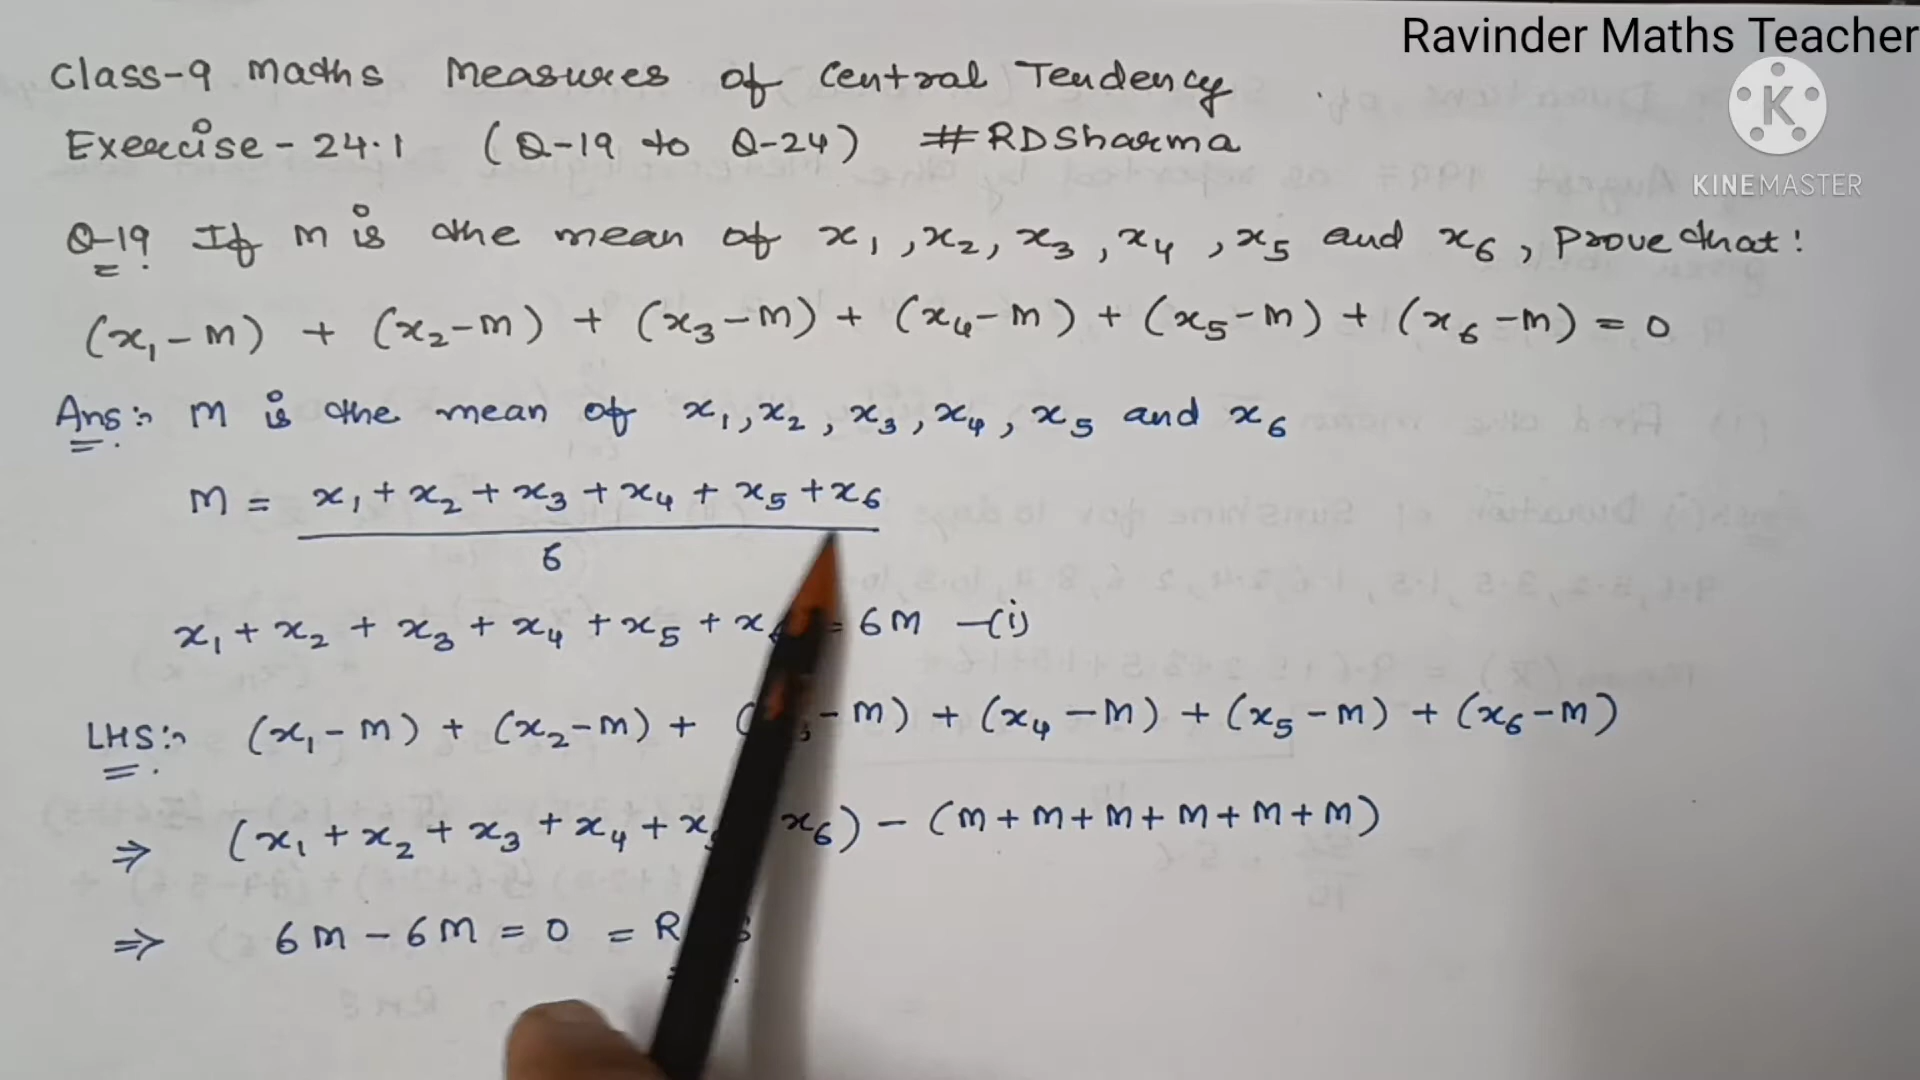 Ravinder Maths Teacher
K
KINEMASTER
Class-9 Maths Measures of Central Tendency
Exercise-24.1 (Q-19 to Q-24) #RDSharma
Q-19 If M is the mean of x₁, x₂, x₃, x₄, x₅ and x₆, Prove that:
(x₁-M) + (x₂-M) + (x₃-M) + (x₄-M) + (x₅-M) + (x₆-M) = 0
Ans:- M is the mean of x₁, x₂, x₃, x₄, x₅ and x₆
M = x₁ + x₂ + x₃ + x₄ + x₅ + x₆
6
x₁ + x₂ + x₃ + x₄ + x₅ + x = 6M -(i)
LHS:- (x₁-M) + (x₂-M) + ( ₃-M) + (x₄-M) + (x₅-M) + (x₆-M)
⇒ (x₁ + x₂ + x₃ + x₄ + x₅ x₆) - (M+M+M+M+M+M)
⇒ 6M - 6M = 0 = R S